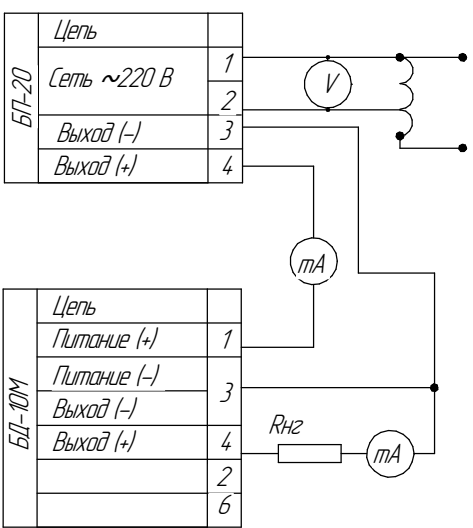 БП-20
Цепь
Сеть ~220 В
1
2
Выход (-)
3
Выход (+)
4
V
mA
БД-10М
Цепь
Питание (+)
1
Питание (-)
Выход (-)
3
Выход (+)
4
2
6
Rнг
mA